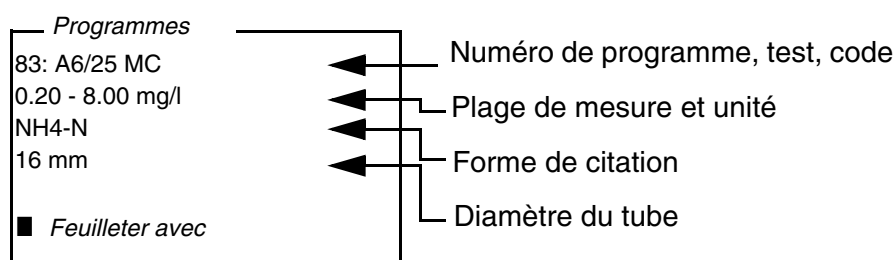 Programmes
83: A6/25 MC
0.20 - 8.00 mg/l
NH4-N
16 mm
Feuilleter avec
Numéro de programme, test, code
Plage de mesure et unité
Forme de citation
Diamètre du tube